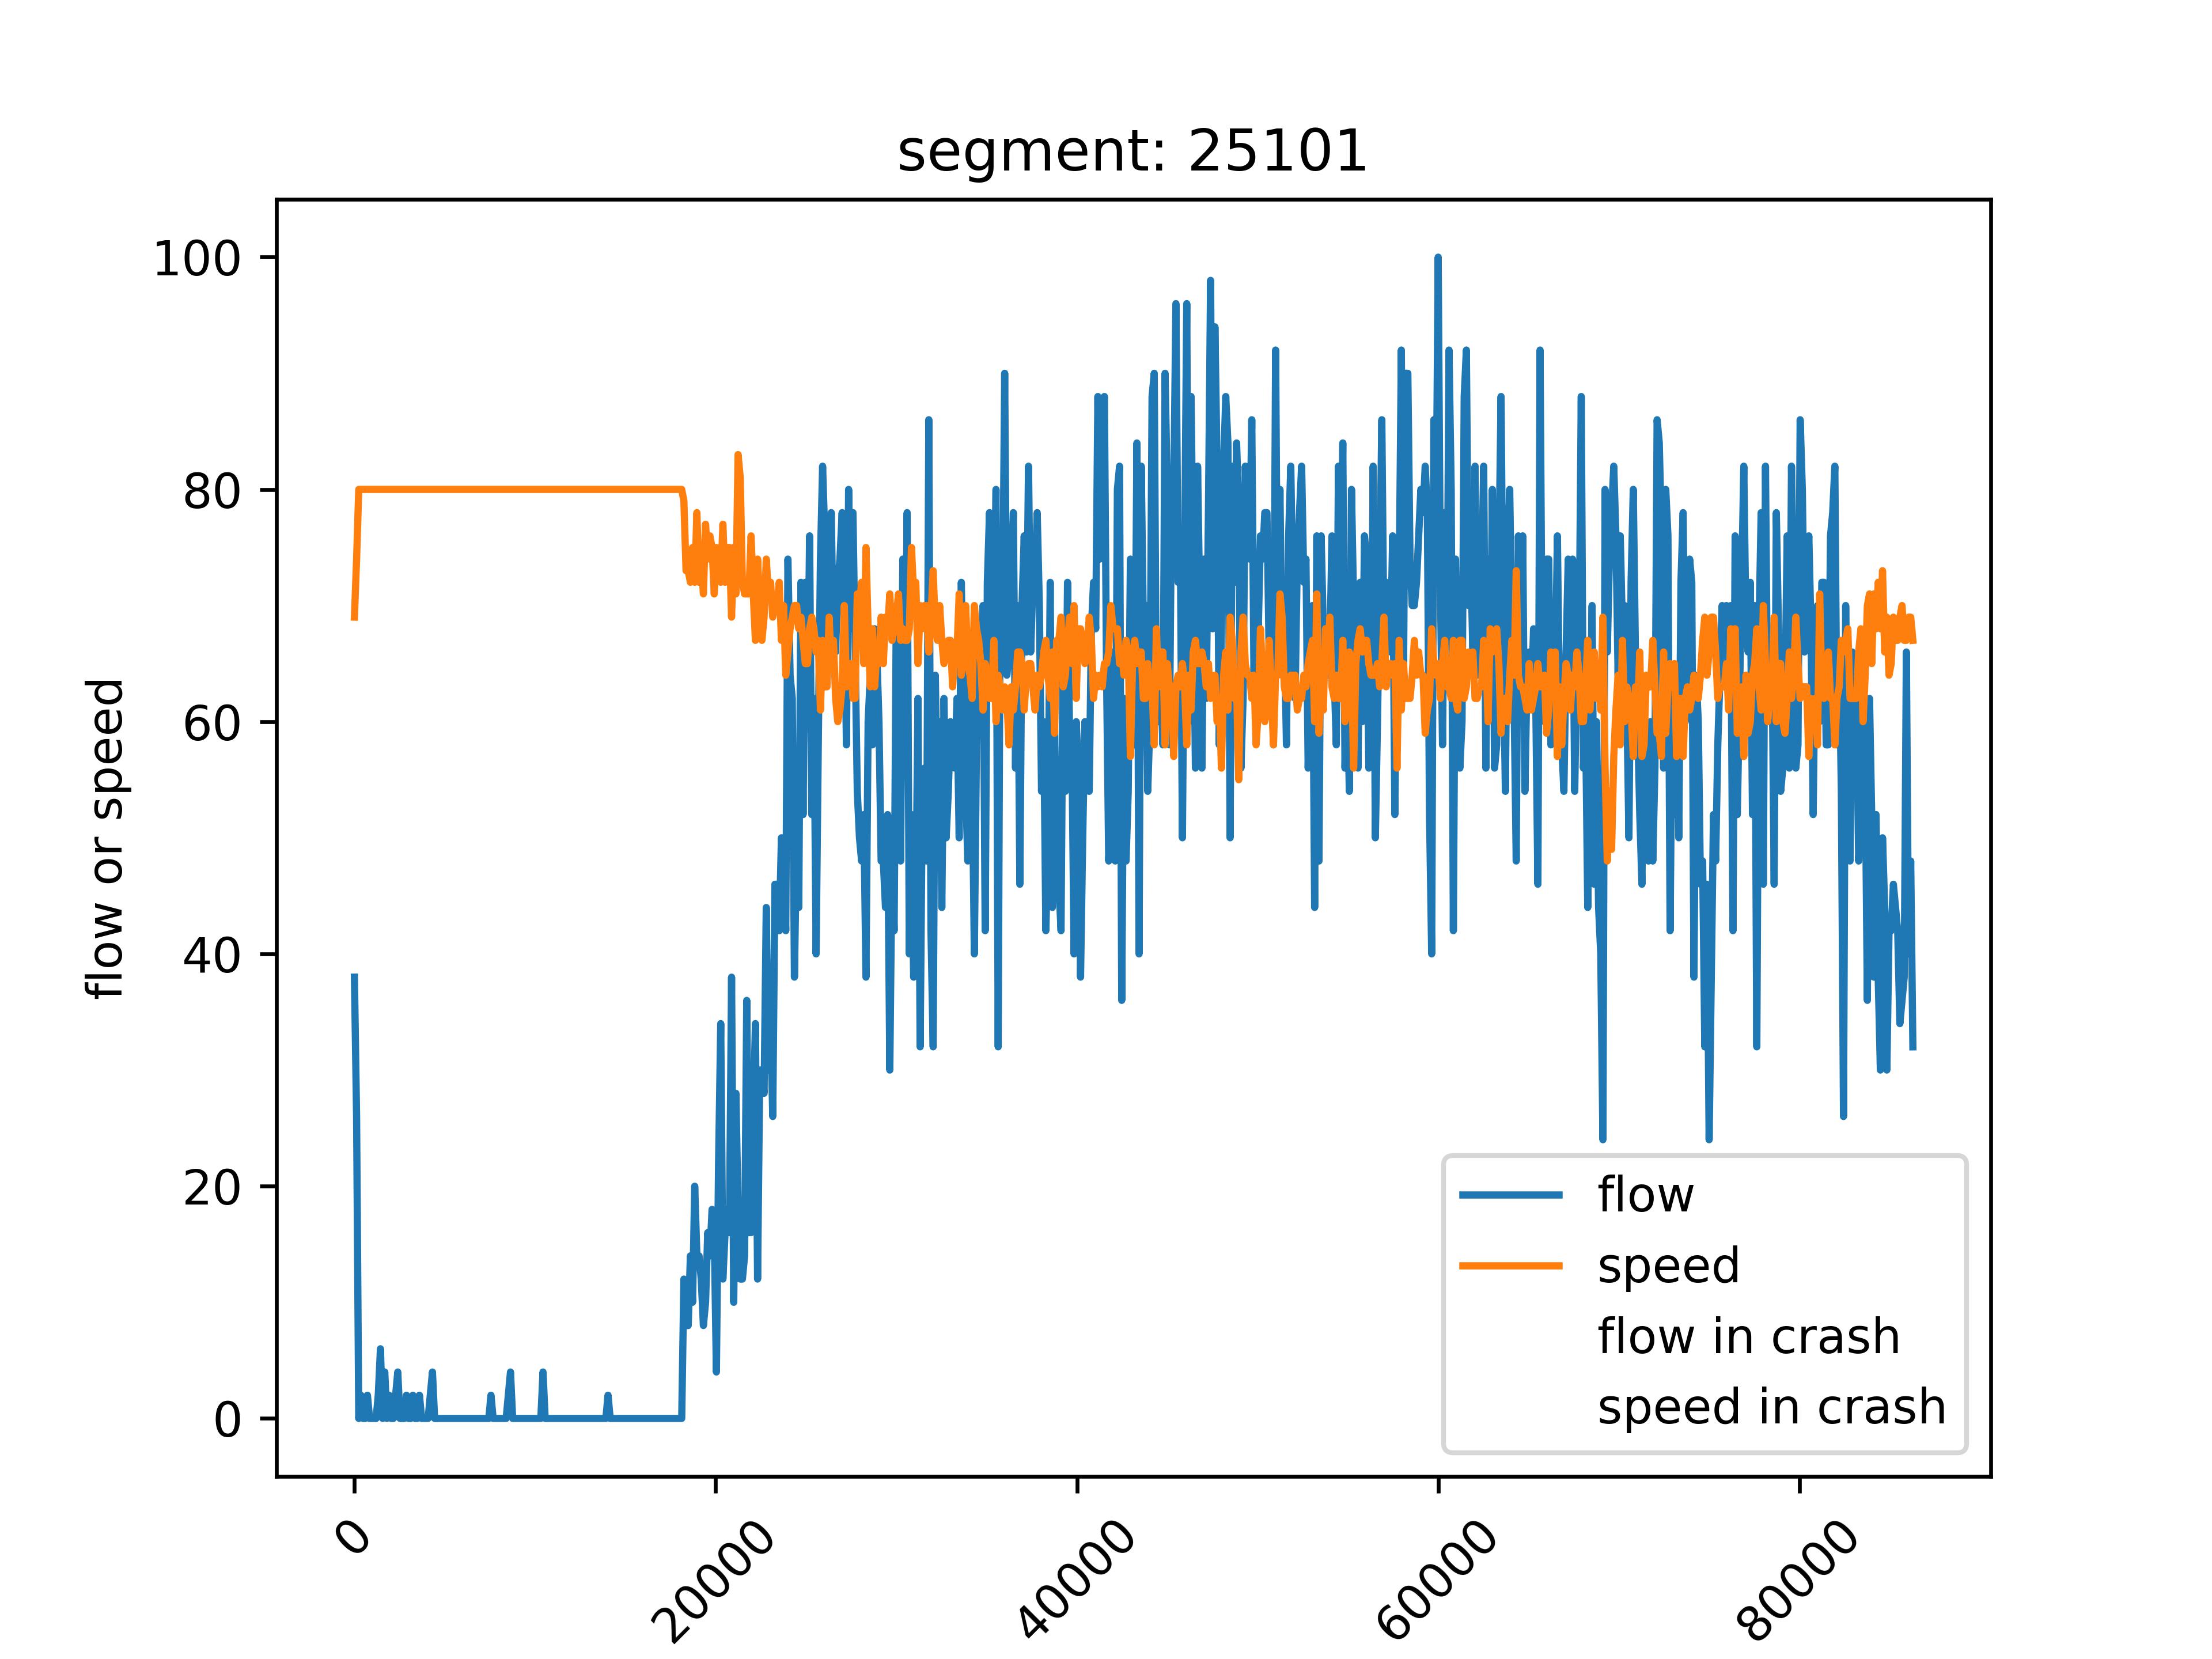 segment: 25101
100
80
60
40
20
0
flow or speed
flow
speed
flow in crash
speed in crash
0
20000
40000
60000
80000